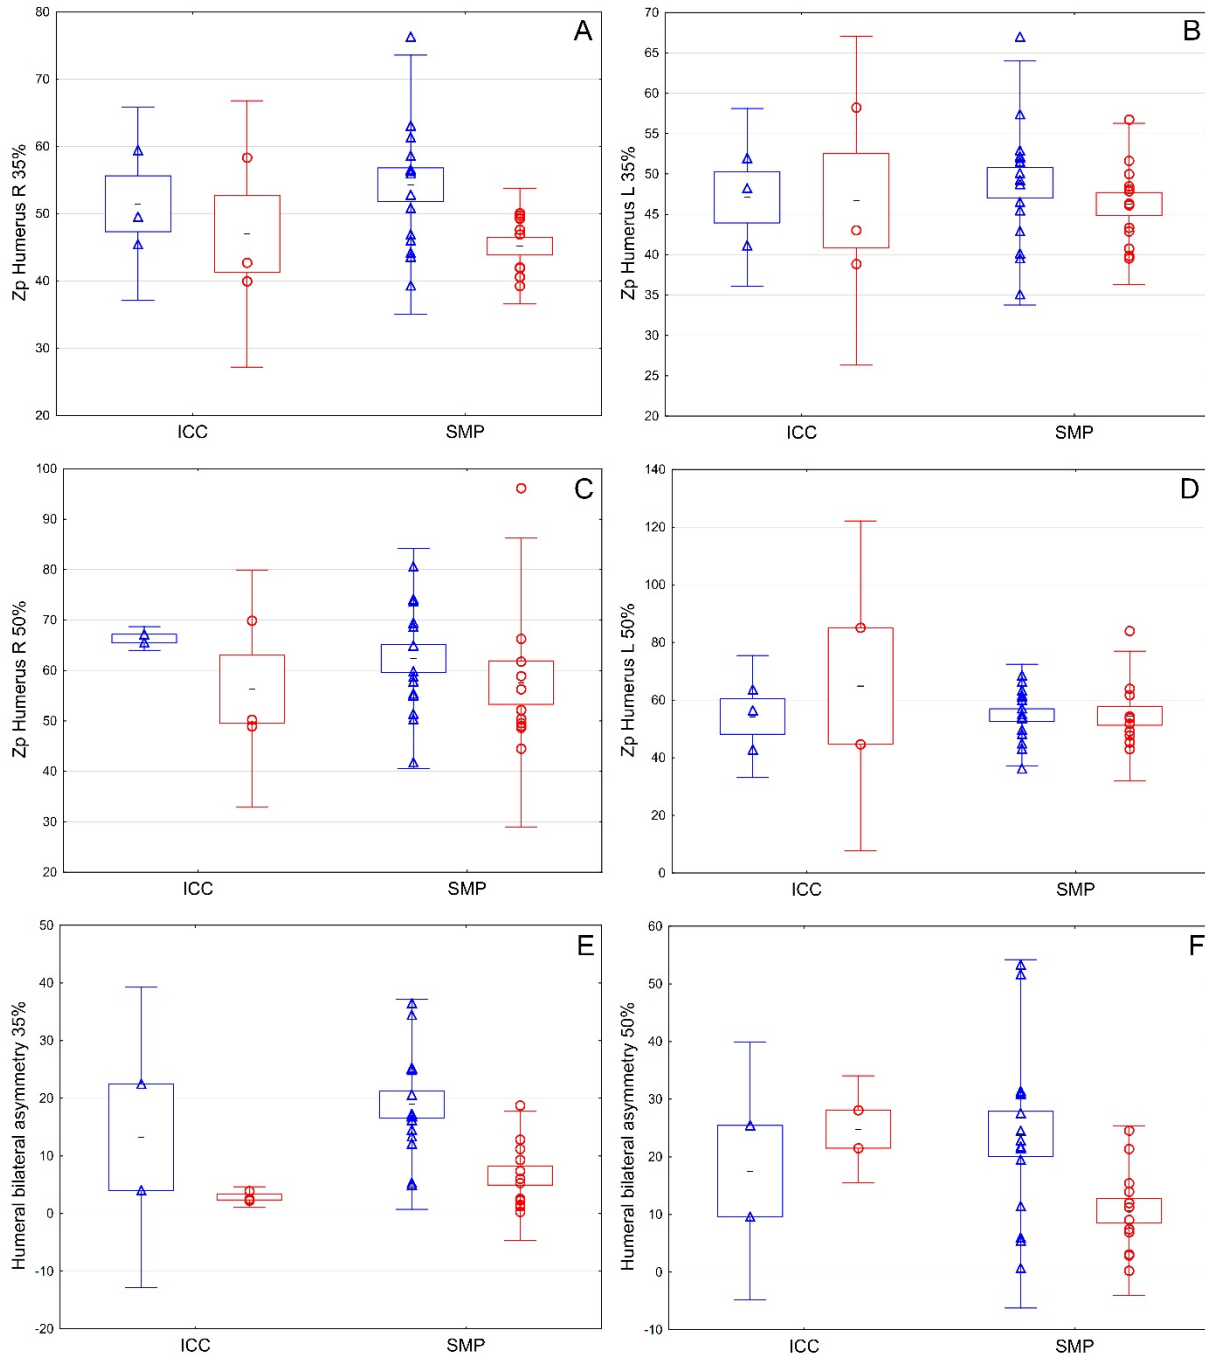 A
Zp Humerus R 35%
80
70
60
50
40
30
20
ICC SMP
B
Zp Humerus L 35%
70
65
60
55
50
45
40
35
30
25
20
ICC SMP
C
Zp Humerus R 50%
100
90
80
70
60
50
40
30
20
ICC SMP
D
Zp Humerus L 50%
140
120
100
80
60
40
20
0
ICC SMP
E
Humeral bilateral asymmetry 35%
50
40
30
20
10
0
-10
-20
ICC SMP
F
Humeral bilateral asymmetry 50%
60
50
40
30
20
10
0
-10
ICC SMP